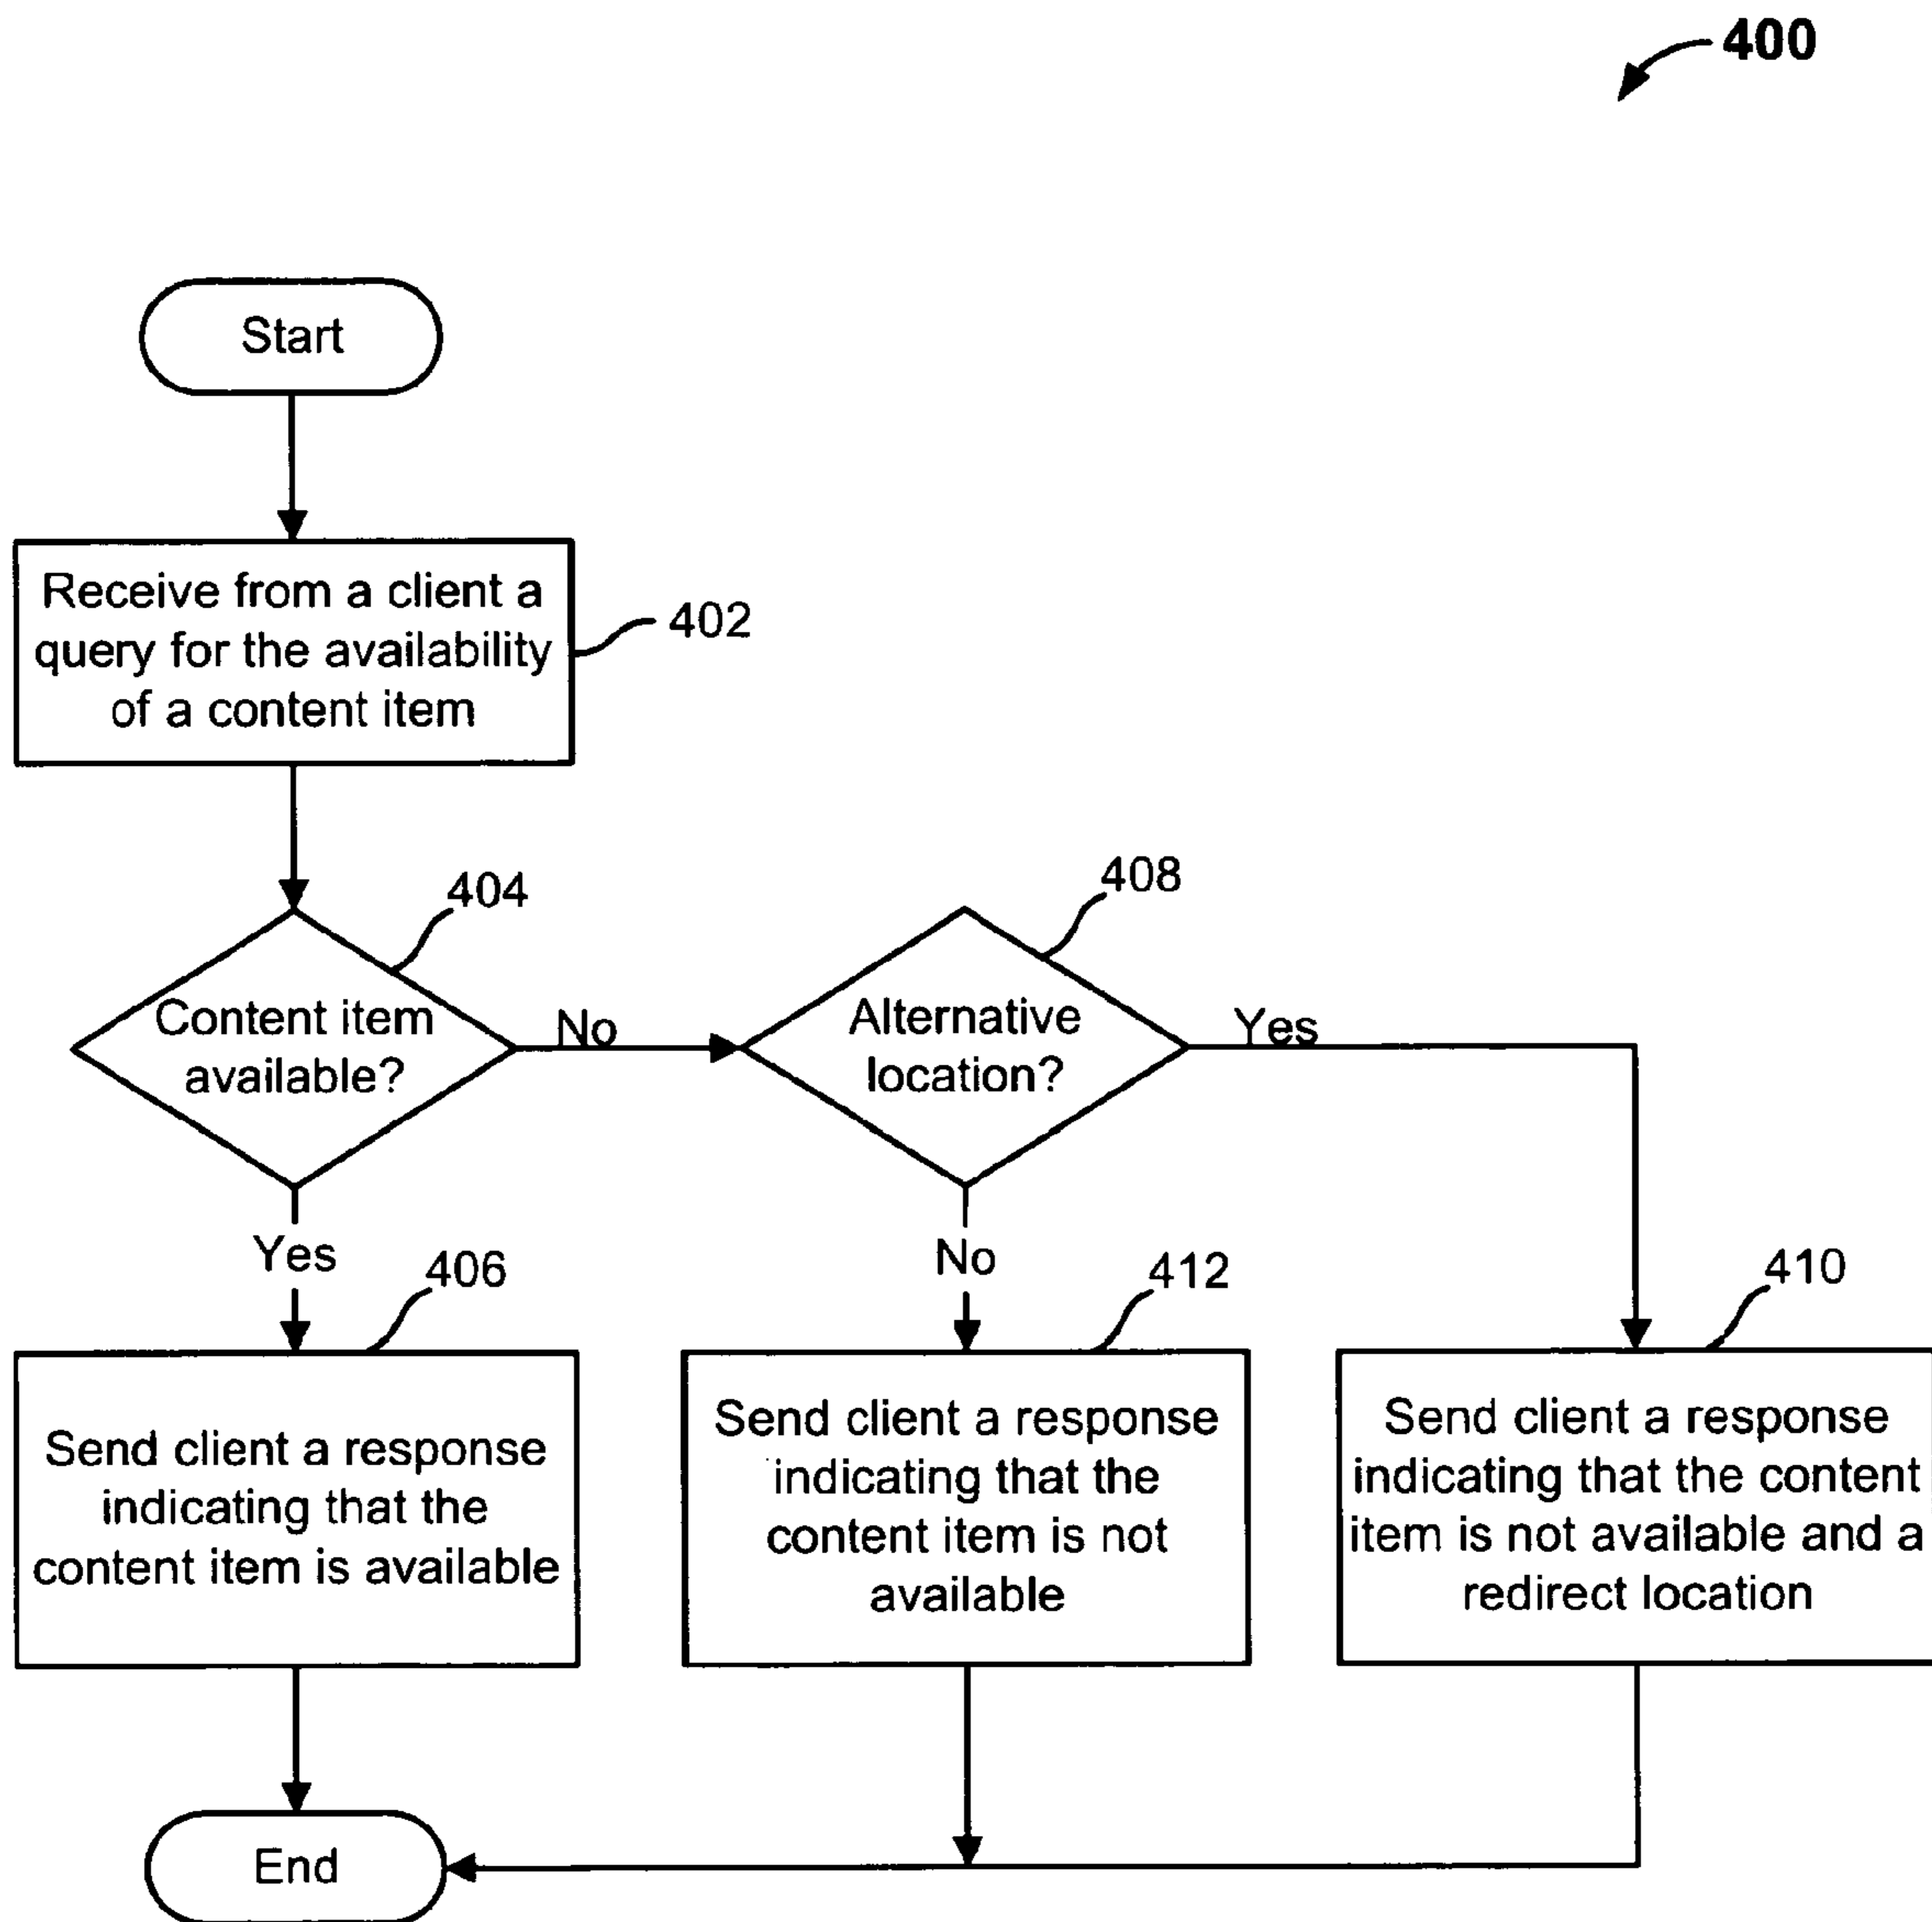 400
Start
Receive from a client a
query for the availability
of a content item
402
404
408
Content item
available?
No
Alternative
location?
Yes
Yes
406
No
412
410
Send client a response
indicating that the
content item is available
Send client a response
indicating that the
content item is not
available
Send client a response
indicating that the content
item is not available and a
redirect location
End